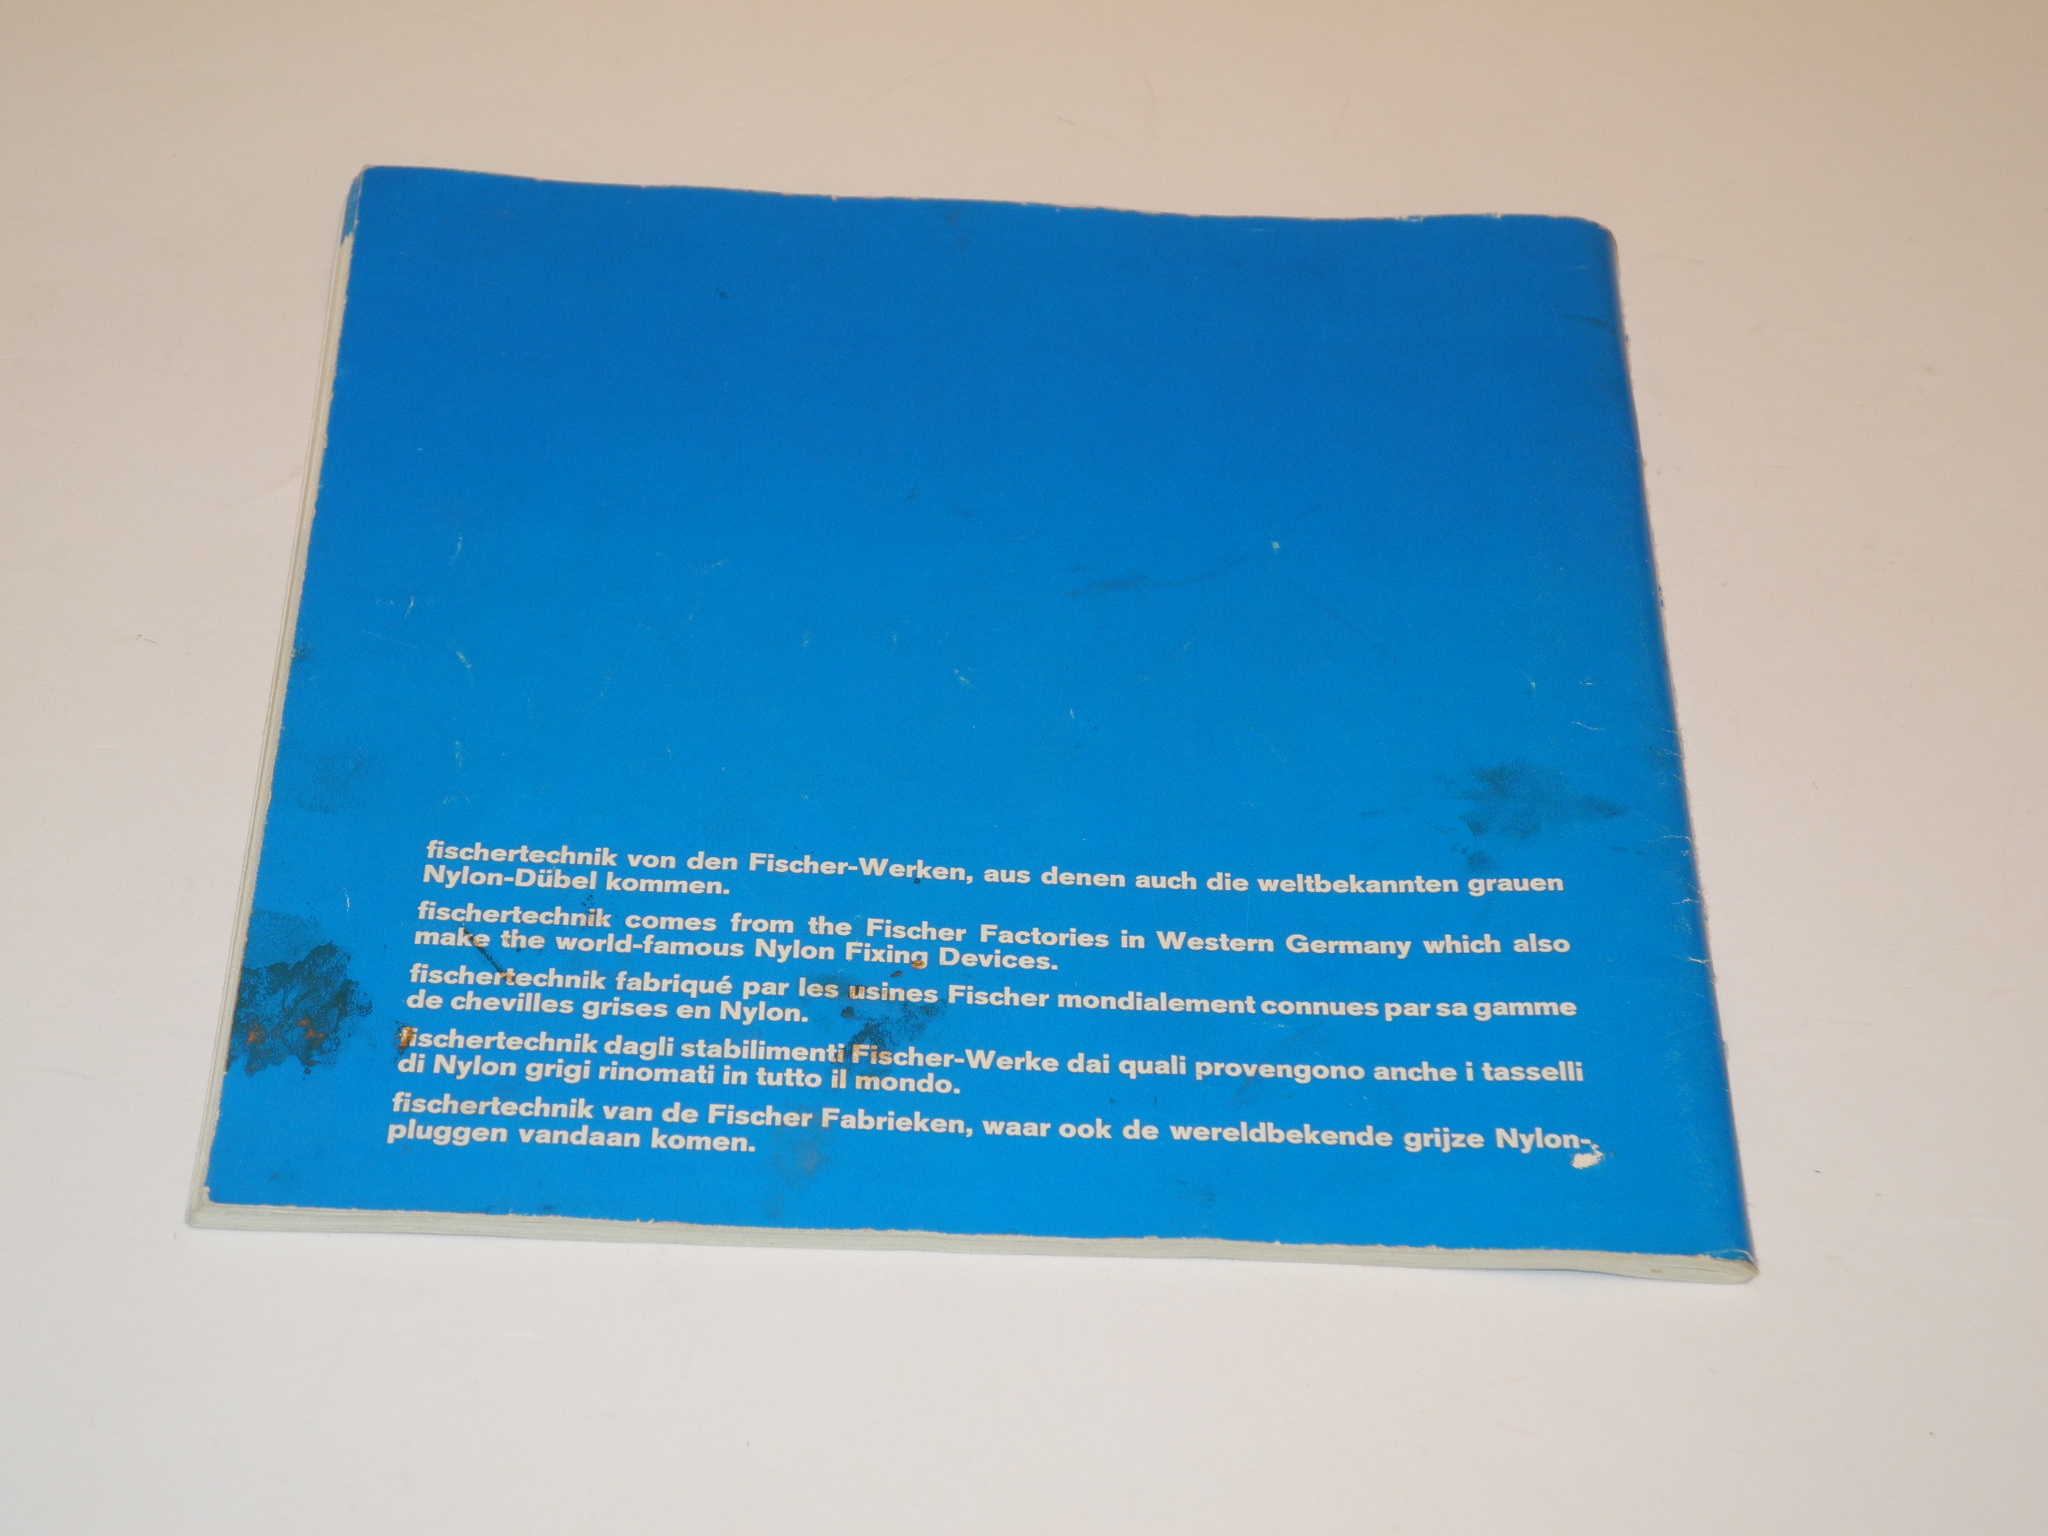 fischertechnik von den Fischer-Werken, aus denen auch die weltbekannten grauen
Nylon-Dübel kommen.
fischertechnik comes from the Fischer Factories in Western Germany which also
make the world-famous Nylon Fixing Devices.
fischertechnik fabriqué par les usines Fischer mondialement connues par sa gamme
de chevilles grises en Nylon.
fischertechnik dagli stabilimenti Fischer-Werke dai quali provengono anche i tasselli
di Nylon grigi rinomati in tutto il mondo.
fischertechnik van de Fischer Fabrieken, waar ook de wereldbekende grijze Nylon-
pluggen vandaan komen.